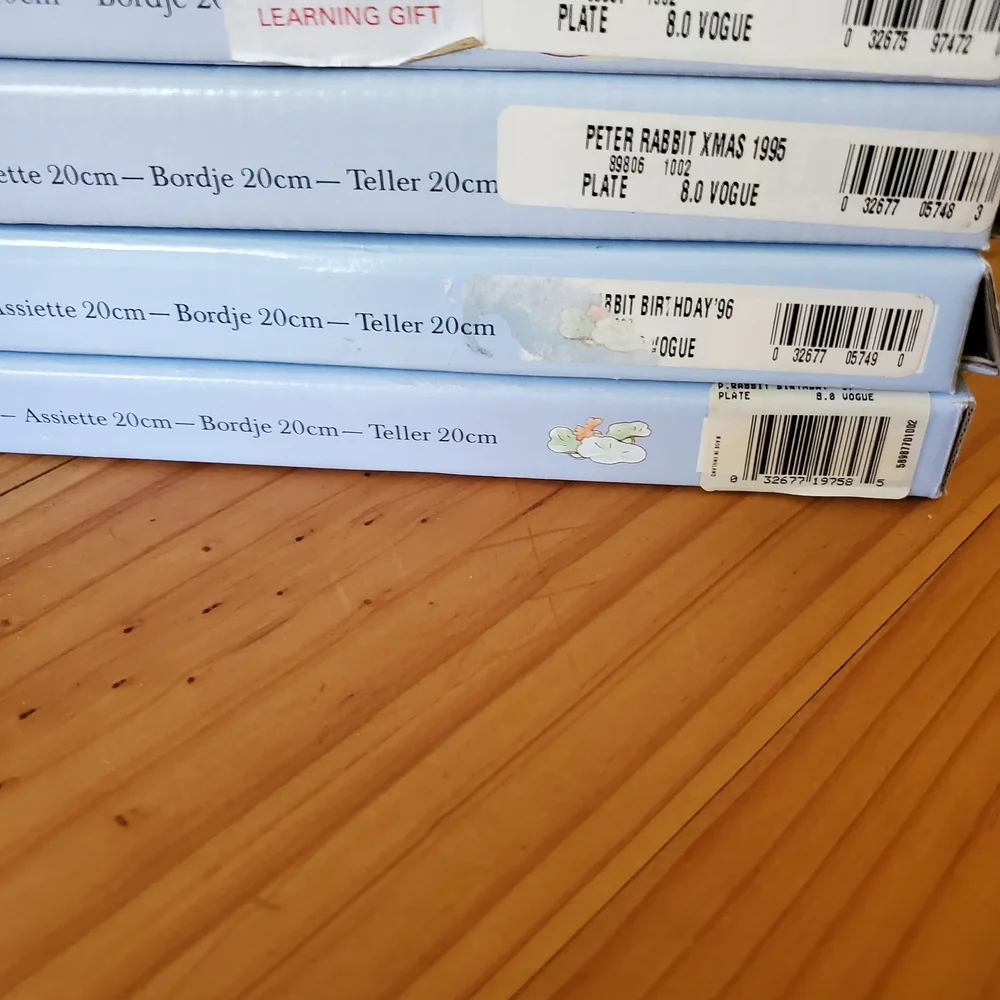 LEARNING GIFT
PLATE 8.0 VOGUE
0 32675 97472
PETER RABBIT XMAS 1995
89806 1002
ette 20cm — Bordje 20cm — Teller 20cm
PLATE 8.0 VOGUE
0 32677 05748 3
BBIT BIRTHDAY'96
Assiette 20cm — Bordje 20cm — Teller 20cm
VOGUE
0 32677 05749 0
PLATE 8.0 VOGUE
— Assiette 20cm — Bordje 20cm — Teller 20cm
58987701002
0 32677 19758 5